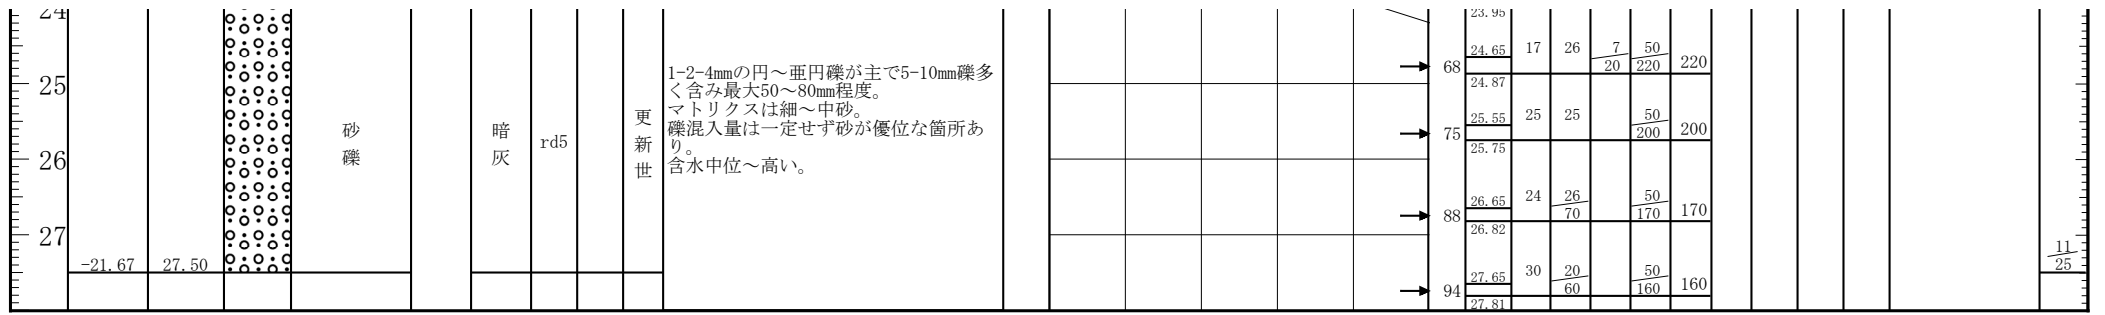 24
25
26
27
-21.67 27.50
砂礫
暗灰
rd5
更新世
1-2-4mmの円～亜円礫が主で5-10mm礫多
く含み最大50～80mm程度。
マトリクスは細～中砂。
礫混入量は一定せず砂が優位な箇所あ
り。
含水中位～高い。
23.95
68 24.65 17 26 7/20 50/220 220
24.87
75 25.55 25 25 50/200 200
25.75
88 26.65 24 26/70 50/170 170
26.82
94 27.65 30 20/60 50/160 160
27.81
11/25